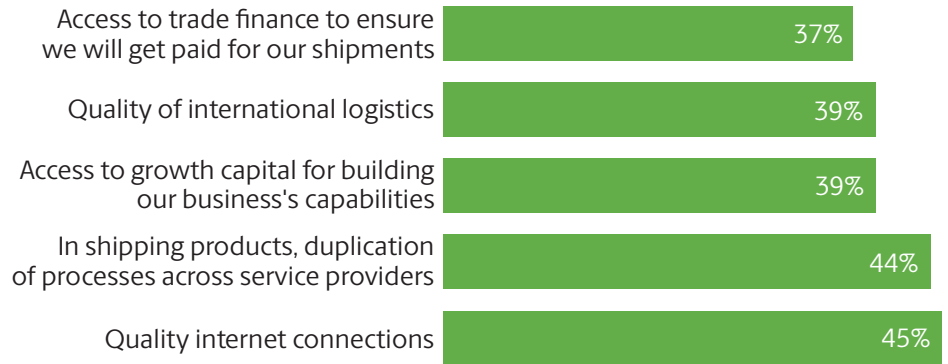 Access to trade finance to ensure
we will get paid for our shipments
37%
Quality of international logistics
39%
Access to growth capital for building
our business's capabilities
39%
In shipping products, duplication
of processes across service providers
44%
Quality internet connections
45%